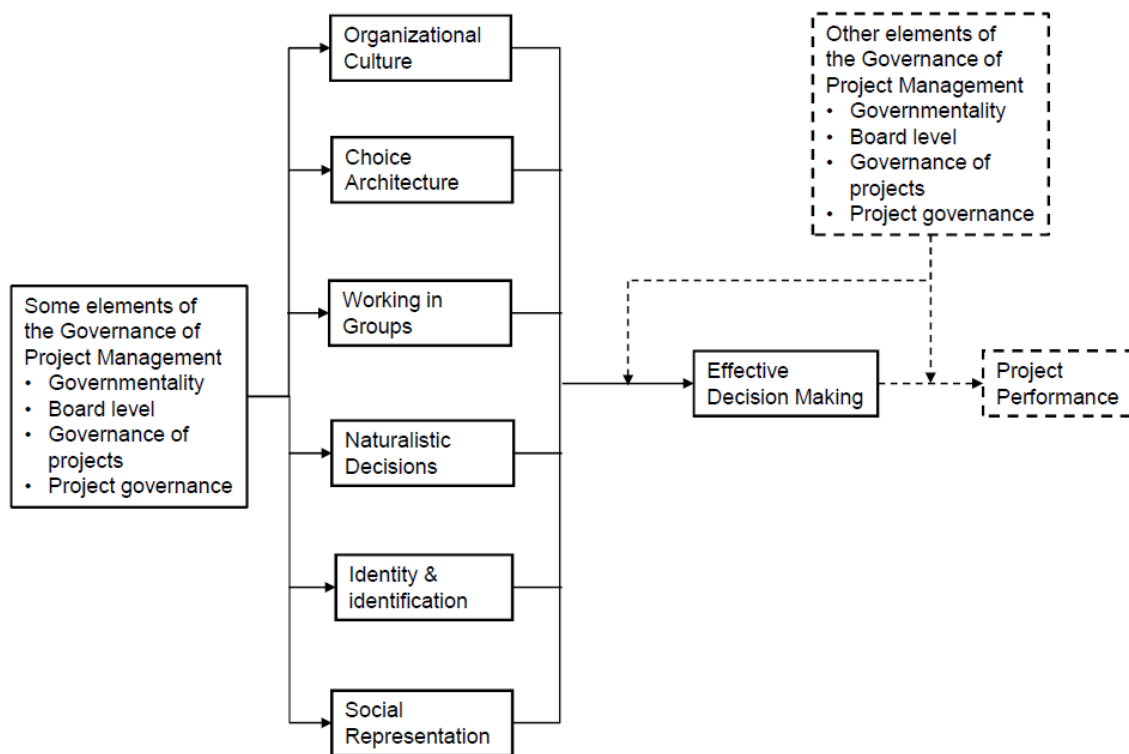 Organizational
Culture
Other elements of
the Governance of
Project Management
• Governmentality
• Board level
• Governance of
projects
• Project governance
Choice
Architecture
Some elements of
the Governance of
Project Management
• Governmentality
• Board level
• Governance of
projects
• Project governance
Working in
Groups
Effective
Decision Making
Project
Performance
Naturalistic
Decisions
Identity &
identification
Social
Representation